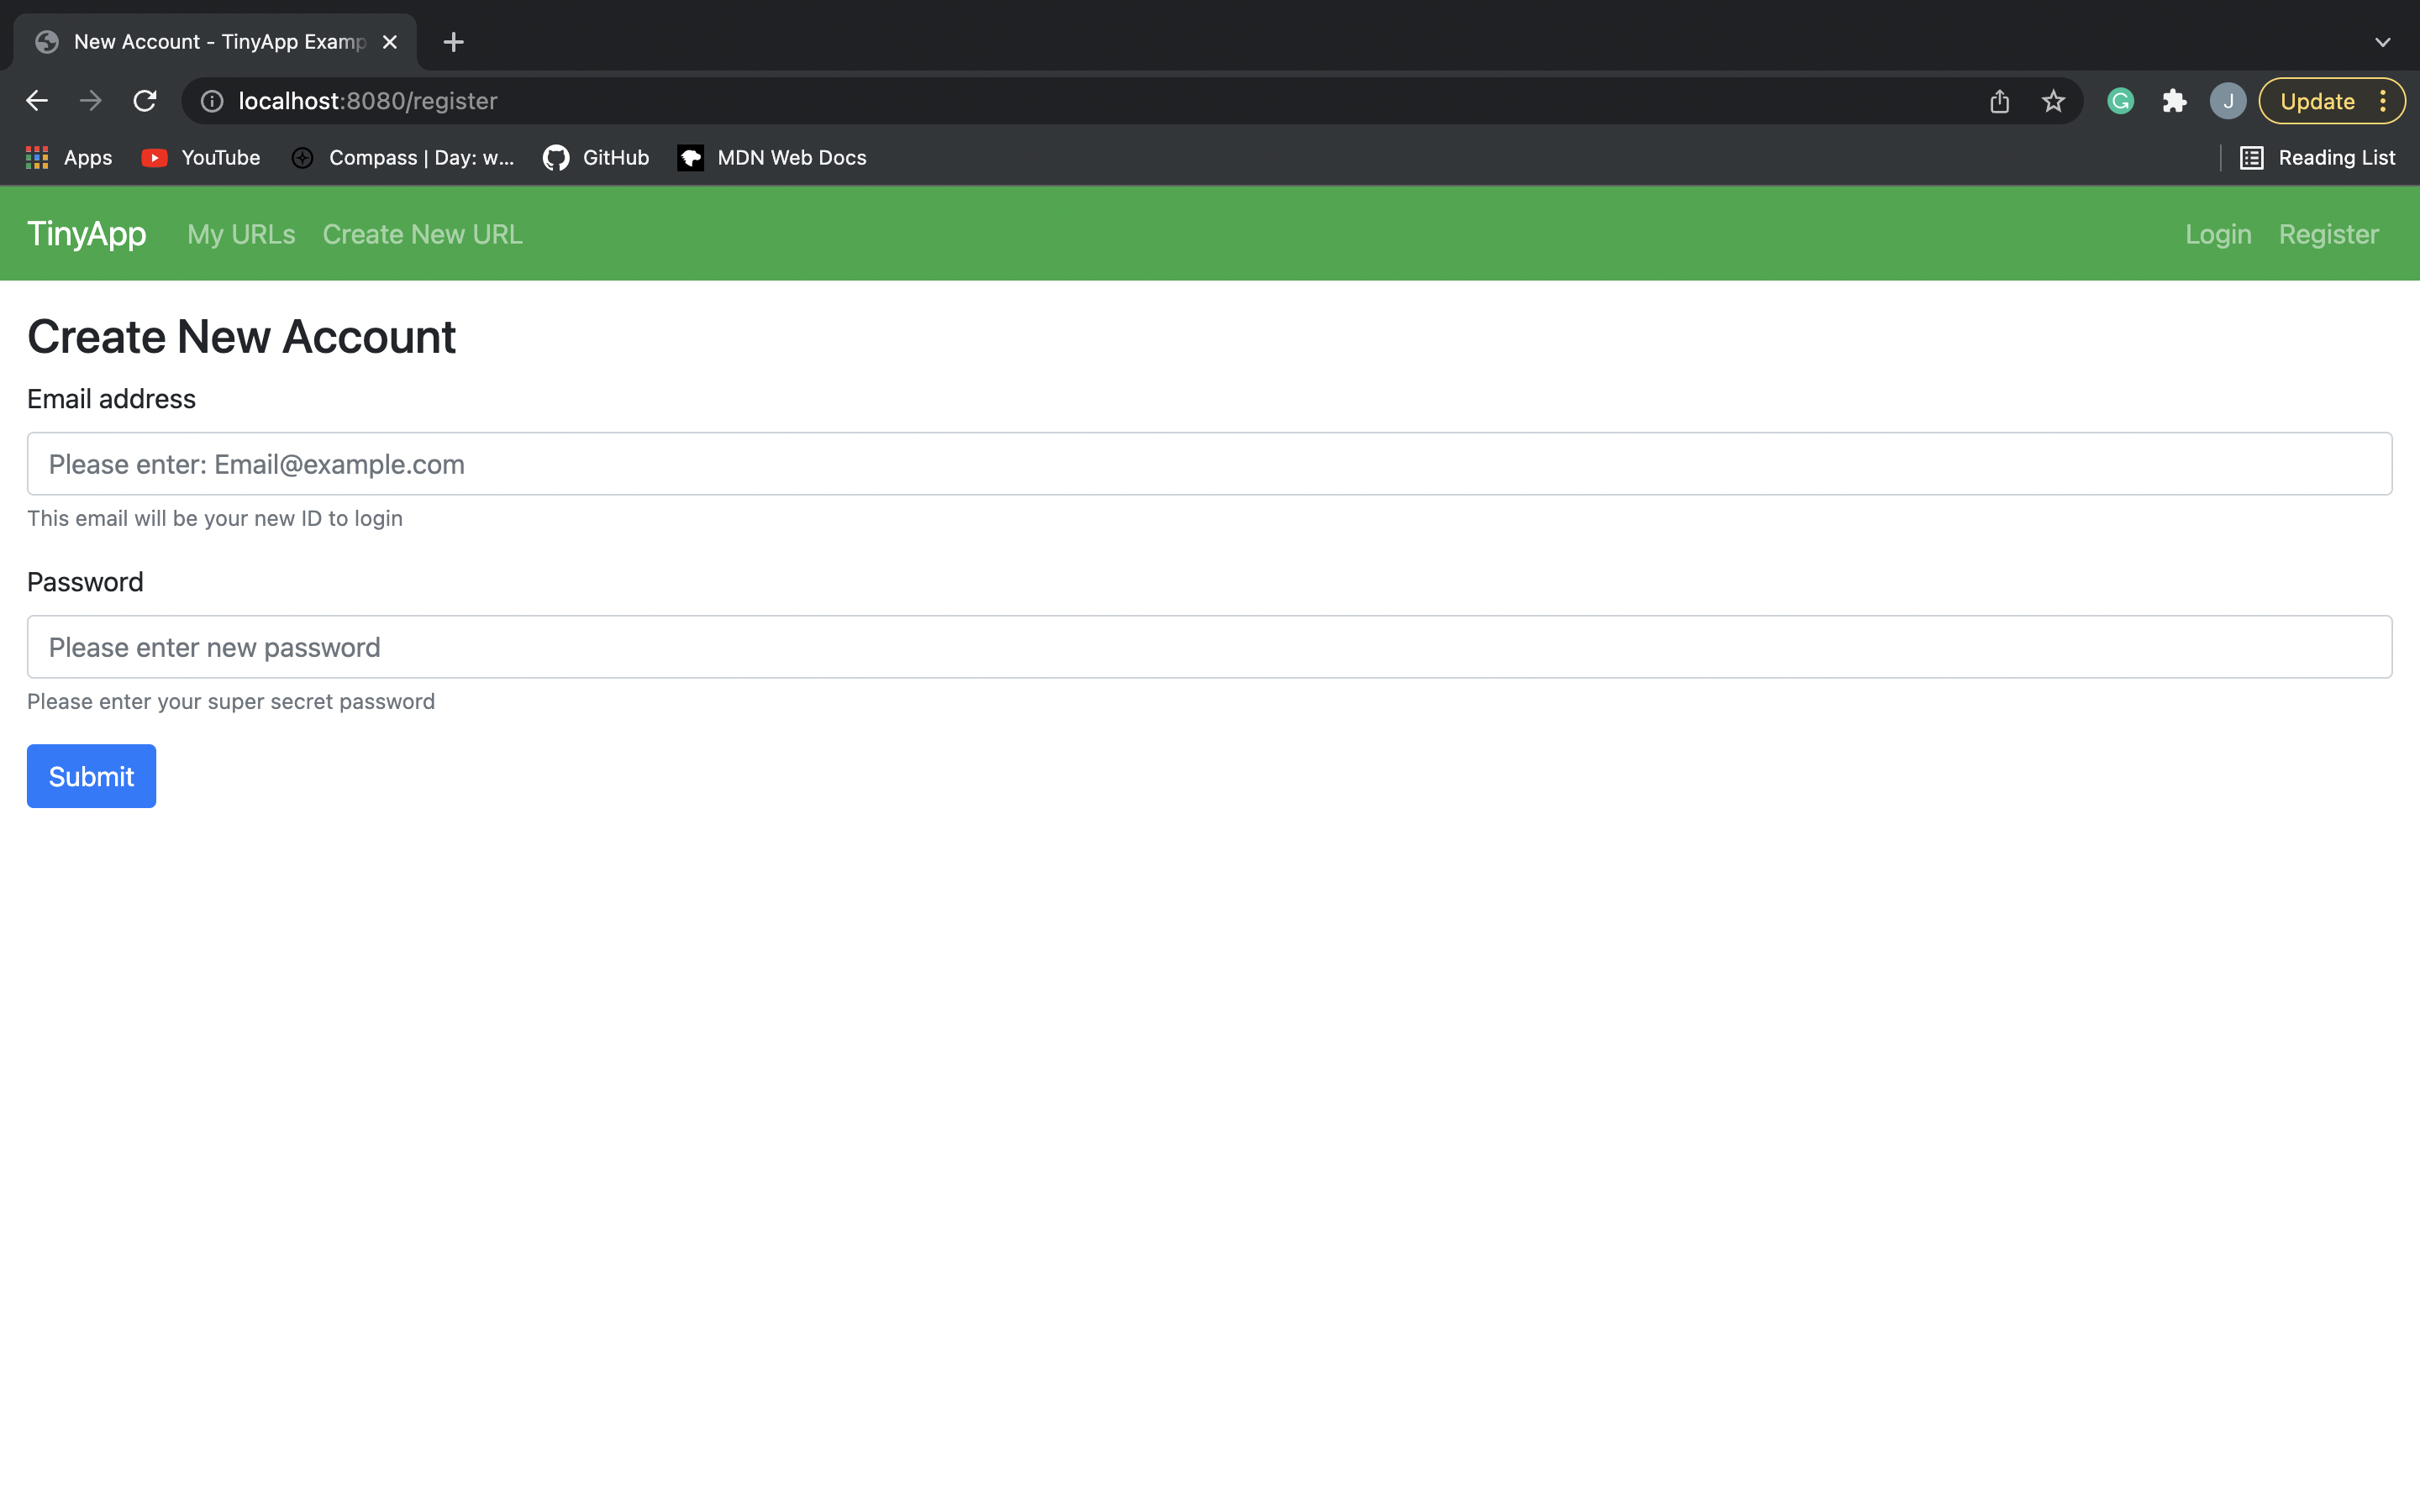 New Account - TinyApp Examp
localhost:8080/register
J
Update
Apps
YouTube
Compass | Day: w...
GitHub
MDN Web Docs
Reading List
TinyApp
My URLs
Create New URL
Login
Register
Create New Account
Email address
Please enter: Email@example.com
This email will be your new ID to login
Password
Please enter new password
Please enter your super secret password
Submit